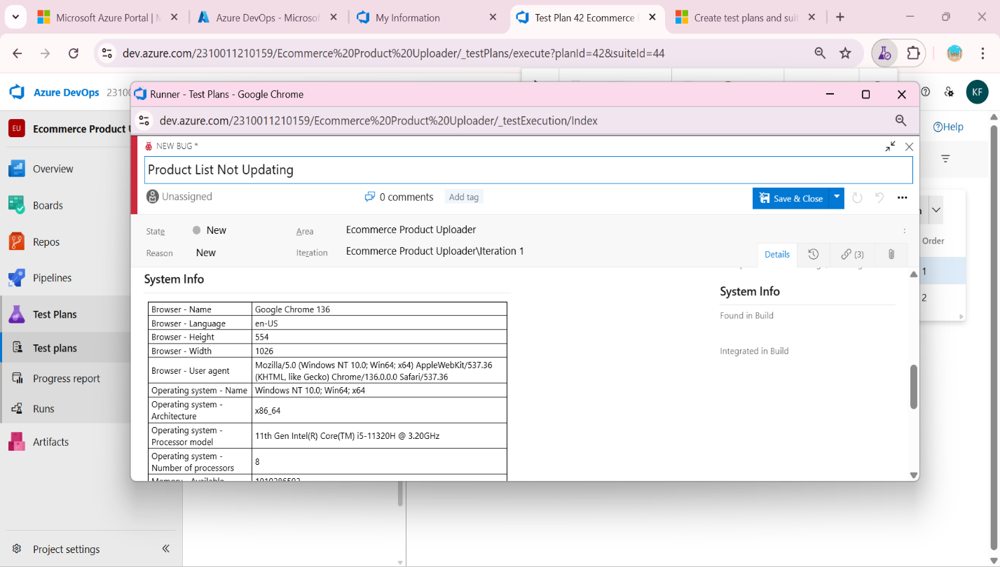 Microsoft Azure Portal |
Azure DevOps - Microsof
My Information
Test Plan 42 Ecommerce
Create test plans and suit
dev.azure.com/2310011210159/Ecommerce%20Product%20Uploader/_testPlans/execute?planId=42&suiteId=44
Azure DevOps 23100
KF
Runner - Test Plans - Google Chrome
dev.azure.com/2310011210159/Ecommerce%20Product%20Uploader/_testExecution/Index
EU Ecommerce Product
Help
Overview
Boards
Repos
Pipelines
Test Plans
Test plans
Progress report
Runs
Artifacts
Project settings
NEW BUG *
Product List Not Updating
Unassigned
0 comments
Add tag
Save & Close
State New
Area Ecommerce Product Uploader
Reason New
Iteration Ecommerce Product Uploader\Iteration 1
Details
(3)
Order
1
2
System Info
Browser - Name Google Chrome 136
Browser - Language en-US
Browser - Height 554
Browser - Width 1026
Browser - User agent Mozilla/5.0 (Windows NT 10.0; Win64; x64) AppleWebKit/537.36
(KHTML, like Gecko) Chrome/136.0.0.0 Safari/537.36
Operating system - Name Windows NT 10.0; Win64; x64
Operating system -
Architecture x86_64
Operating system -
Processor model 11th Gen Intel(R) Core(TM) i5-11320H @ 3.20GHz
Operating system -
Number of processors 8
Memory - Available
System Info
Found in Build
Integrated in Build